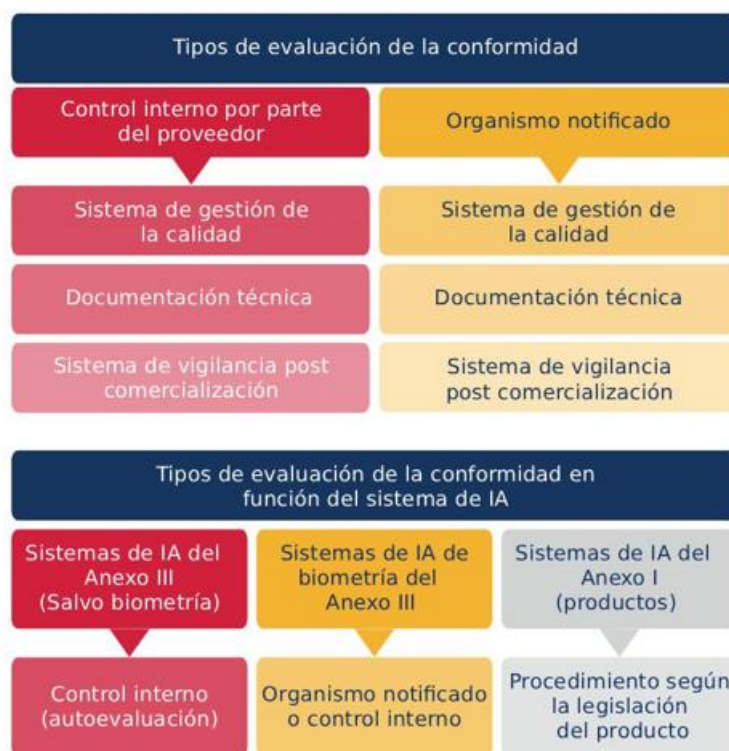 Tipos de evaluación de la conformidad
Control interno por parte
del proveedor
Organismo notificado
Sistema de gestión de
la calidad
Sistema de gestión de
la calidad
Documentación técnica
Documentación técnica
Sistema de vigilancia post
comercialización
Sistema de vigilancia
post comercialización
Tipos de evaluación de la conformidad en
función del sistema de IA
Sistemas de IA del
Anexo III
(Salvo biometría)
Sistemas de IA de
biometría del
Anexo III
Sistemas de IA del
Anexo I
(productos)
Control interno
(autoevaluación)
Organismo notificado
o control interno
Procedimiento según
la legislación
del producto